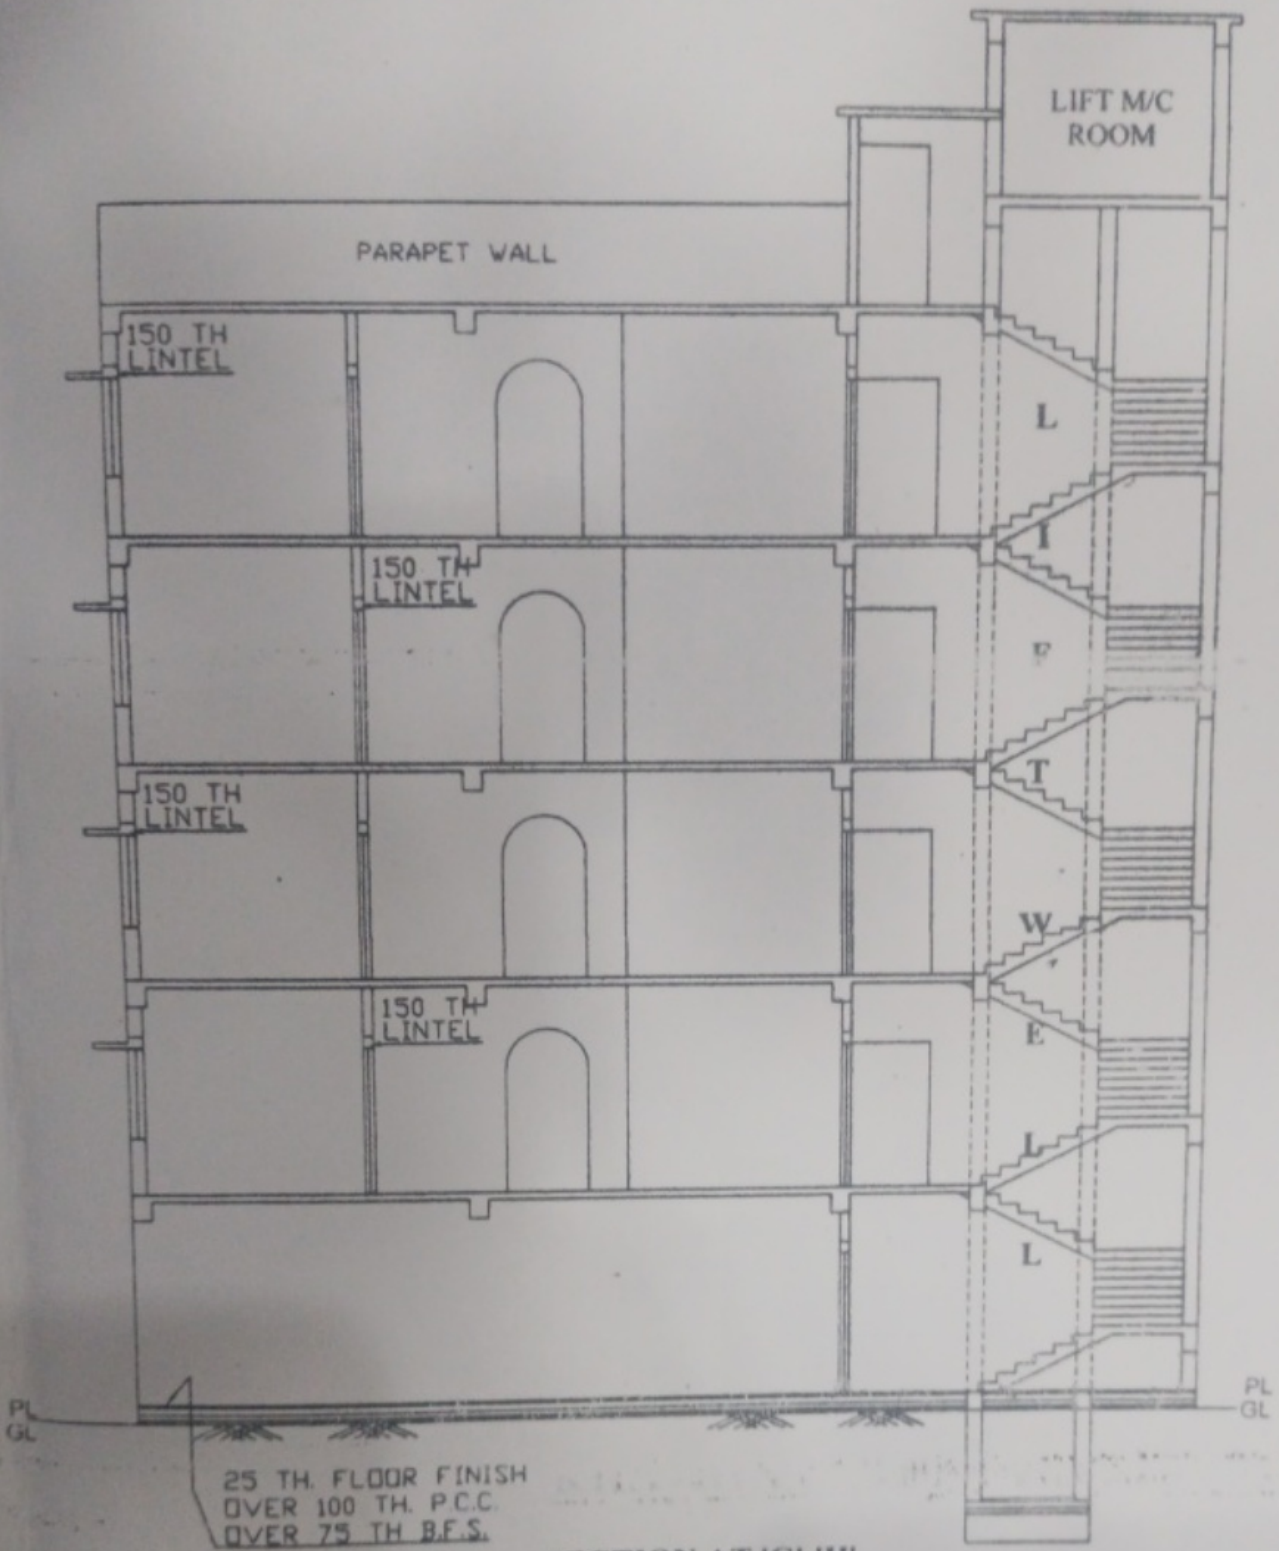 LIFT M/C
ROOM
PARAPET WALL
150 TH
LINTEL
L
I
150 TH
LINTEL
F
T
150 TH
LINTEL
W
E
150 TH
LINTEL
L
L
PL
GL
PL
GL
25 TH. FLOOR FINISH
OVER 100 TH. P.C.C.
OVER 75 TH B.F.S.